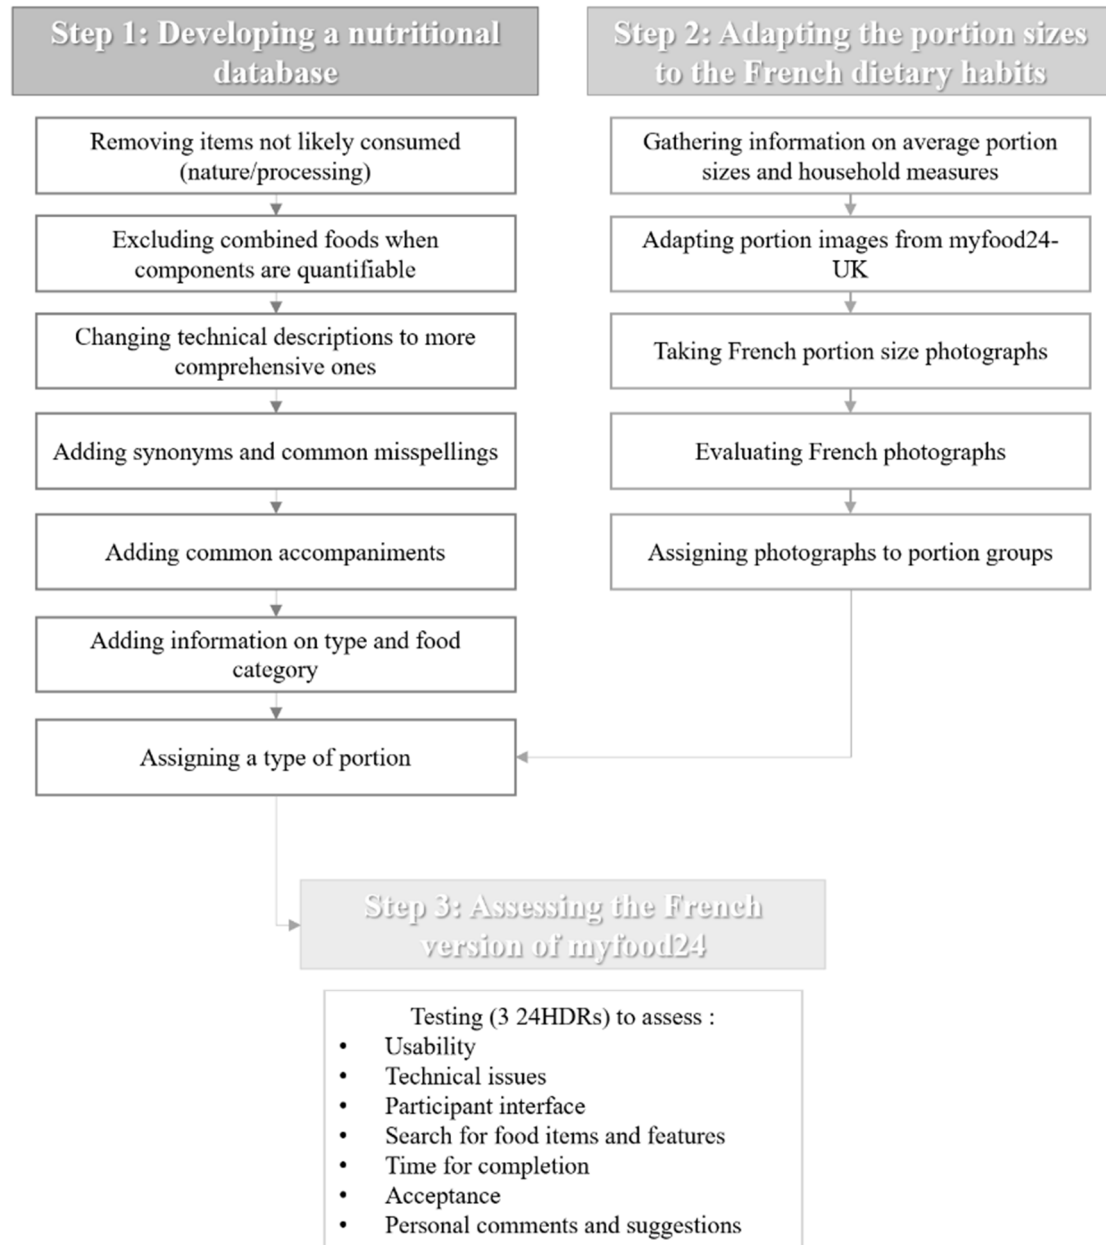 Step 1: Developing a nutritional
database
Removing items not likely consumed
(nature/processing)
Excluding combined foods when
components are quantifiable
Changing technical descriptions to more
comprehensive ones
Adding synonyms and common misspellings
Adding common accompaniments
Adding information on type and food
category
Assigning a type of portion
Step 2: Adapting the portion sizes
to the French dietary habits
Gathering information on average portion
sizes and household measures
Adapting portion images from myfood24-
UK
Taking French portion size photographs
Evaluating French photographs
Assigning photographs to portion groups
Step 3: Assessing the French
version of myfood24
Testing (3 24HDRs) to assess :
• Usability
• Technical issues
• Participant interface
• Search for food items and features
• Time for completion
• Acceptance
• Personal comments and suggestions